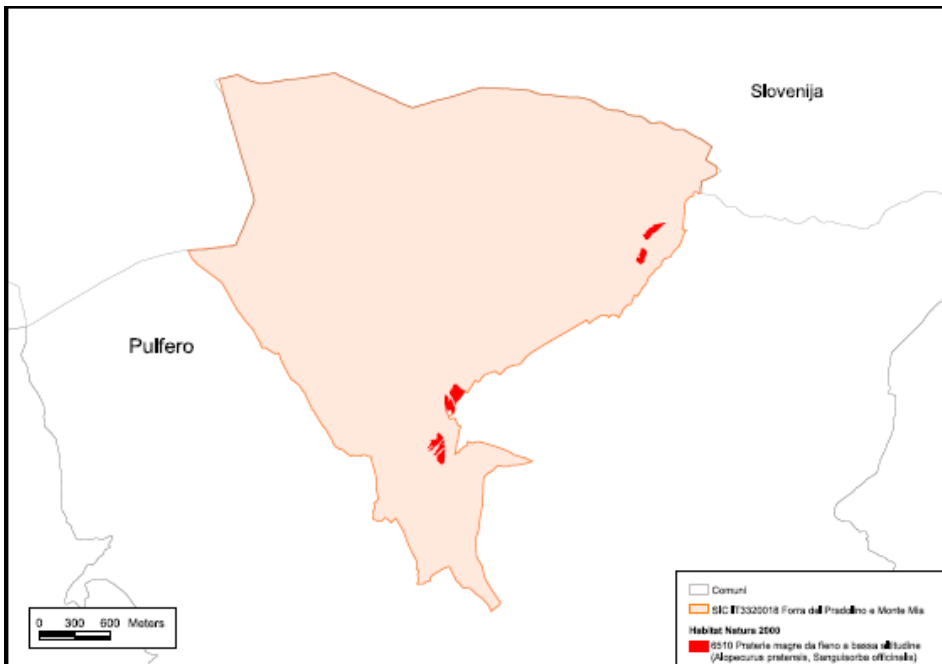 Slovenija
Pulfero
0 300 600 Meters
Comuni
SIC IT3320018 Forra del Pradolino e Monte Mia
Habitat Natura 2000
6510 Praterie magre da fieno a bassa altitudine
(Alopecurus pratensis, Sanguisorba officinalis)